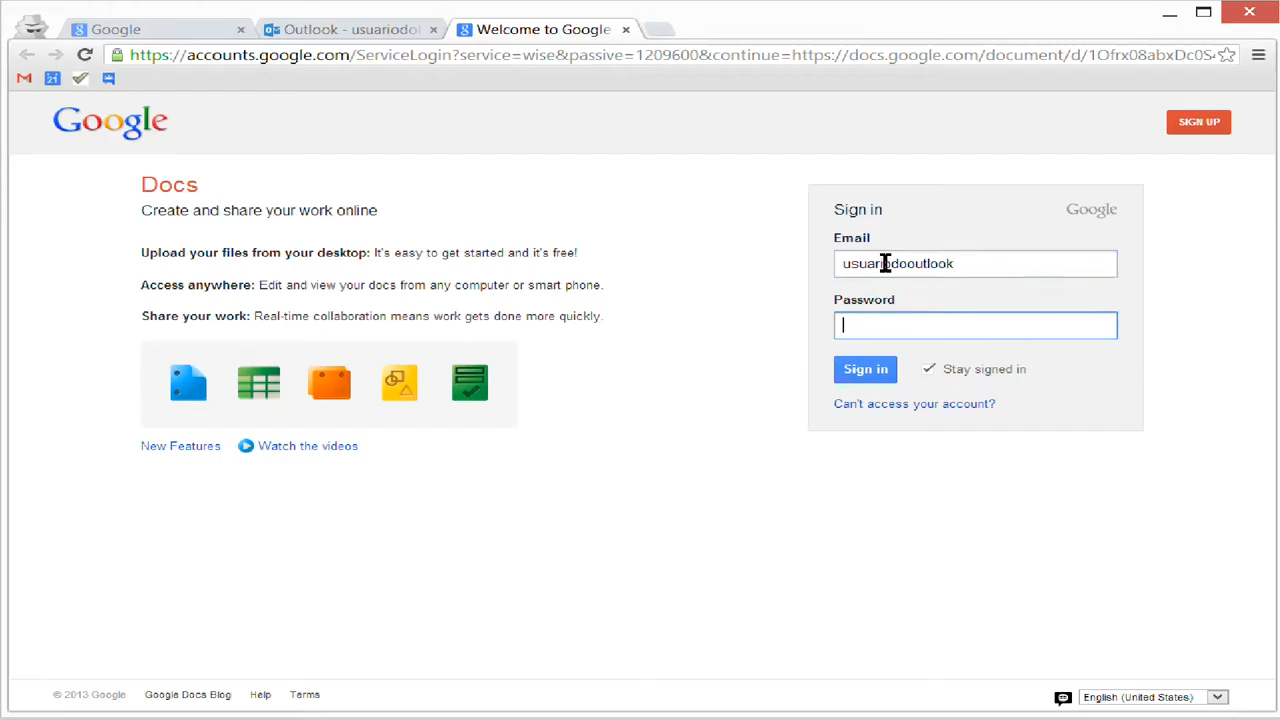 Google
Outlook - usuariodol
Welcome to Google
https://accounts.google.com/ServiceLogin?service=wise&passive=1209600&continue=https://docs.google.com/document/d/1Ofrx08abxDc0S
21
Google
SIGN UP
Docs
Create and share your work online
Upload your files from your desktop: It's easy to get started and it's free!
Access anywhere: Edit and view your docs from any computer or smart phone.
Share your work: Real-time collaboration means work gets done more quickly.
New Features
Watch the videos
Sign in
Google
Email
usuariodooutlook
Password
Sign in
Stay signed in
Can't access your account?
© 2013 Google
Google Docs Blog
Help
Terms
English (United States)